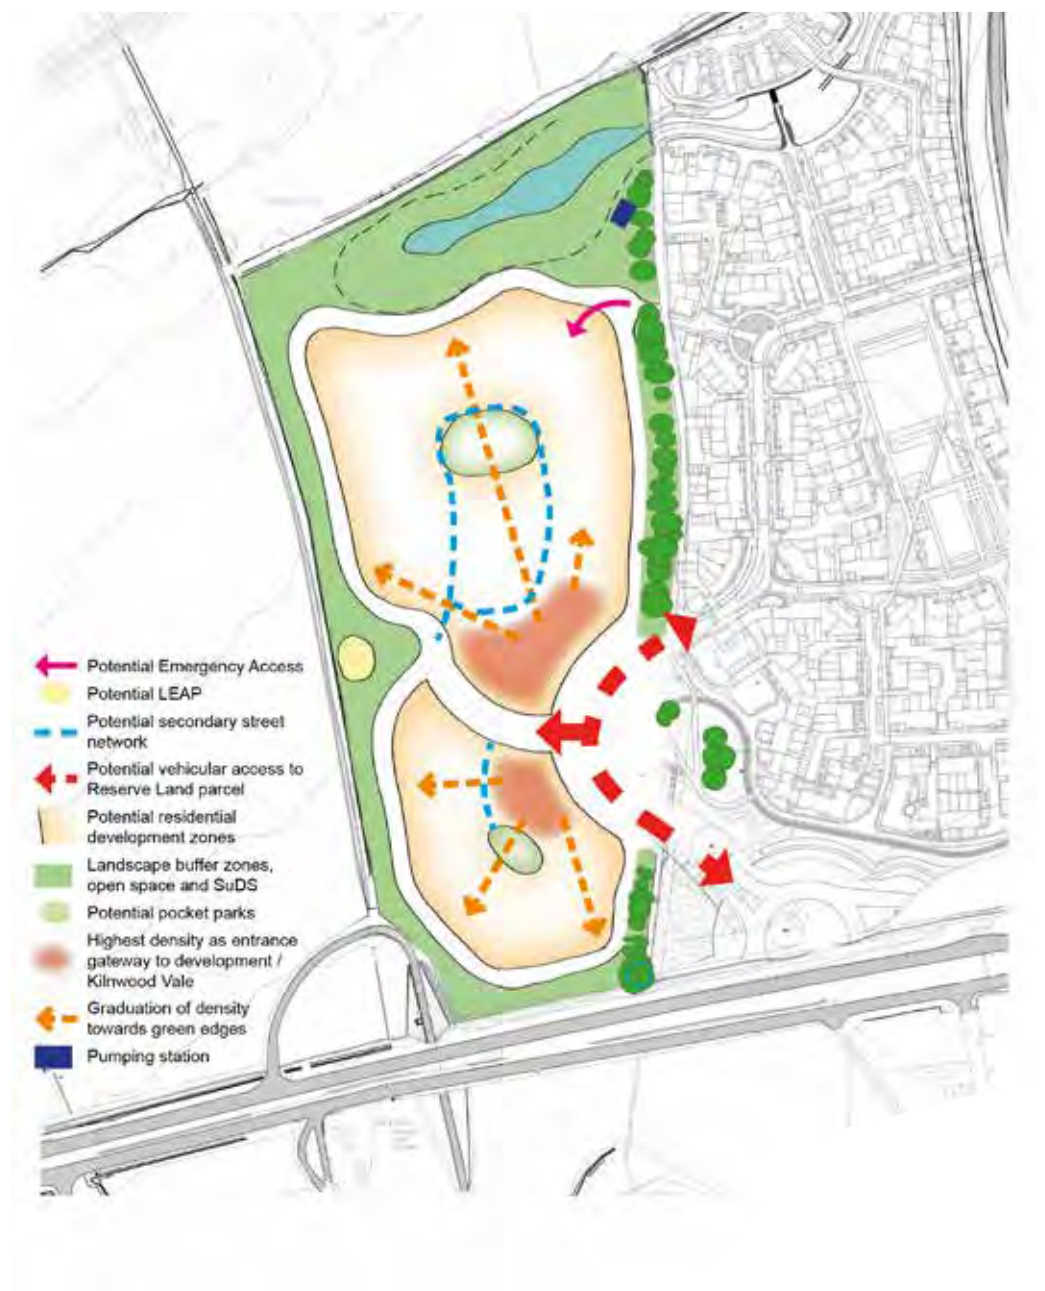 Potential Emergency Access
Potential LEAP
Potential secondary street
network
Potential vehicular access to
Reserve Land parcel
Potential residential
development zones
Landscape buffer zones,
open space and SuDS
Potential pocket parks
Highest density as entrance
gateway to development /
Kilnwood Vale
Graduation of density
towards green edges
Pumping station